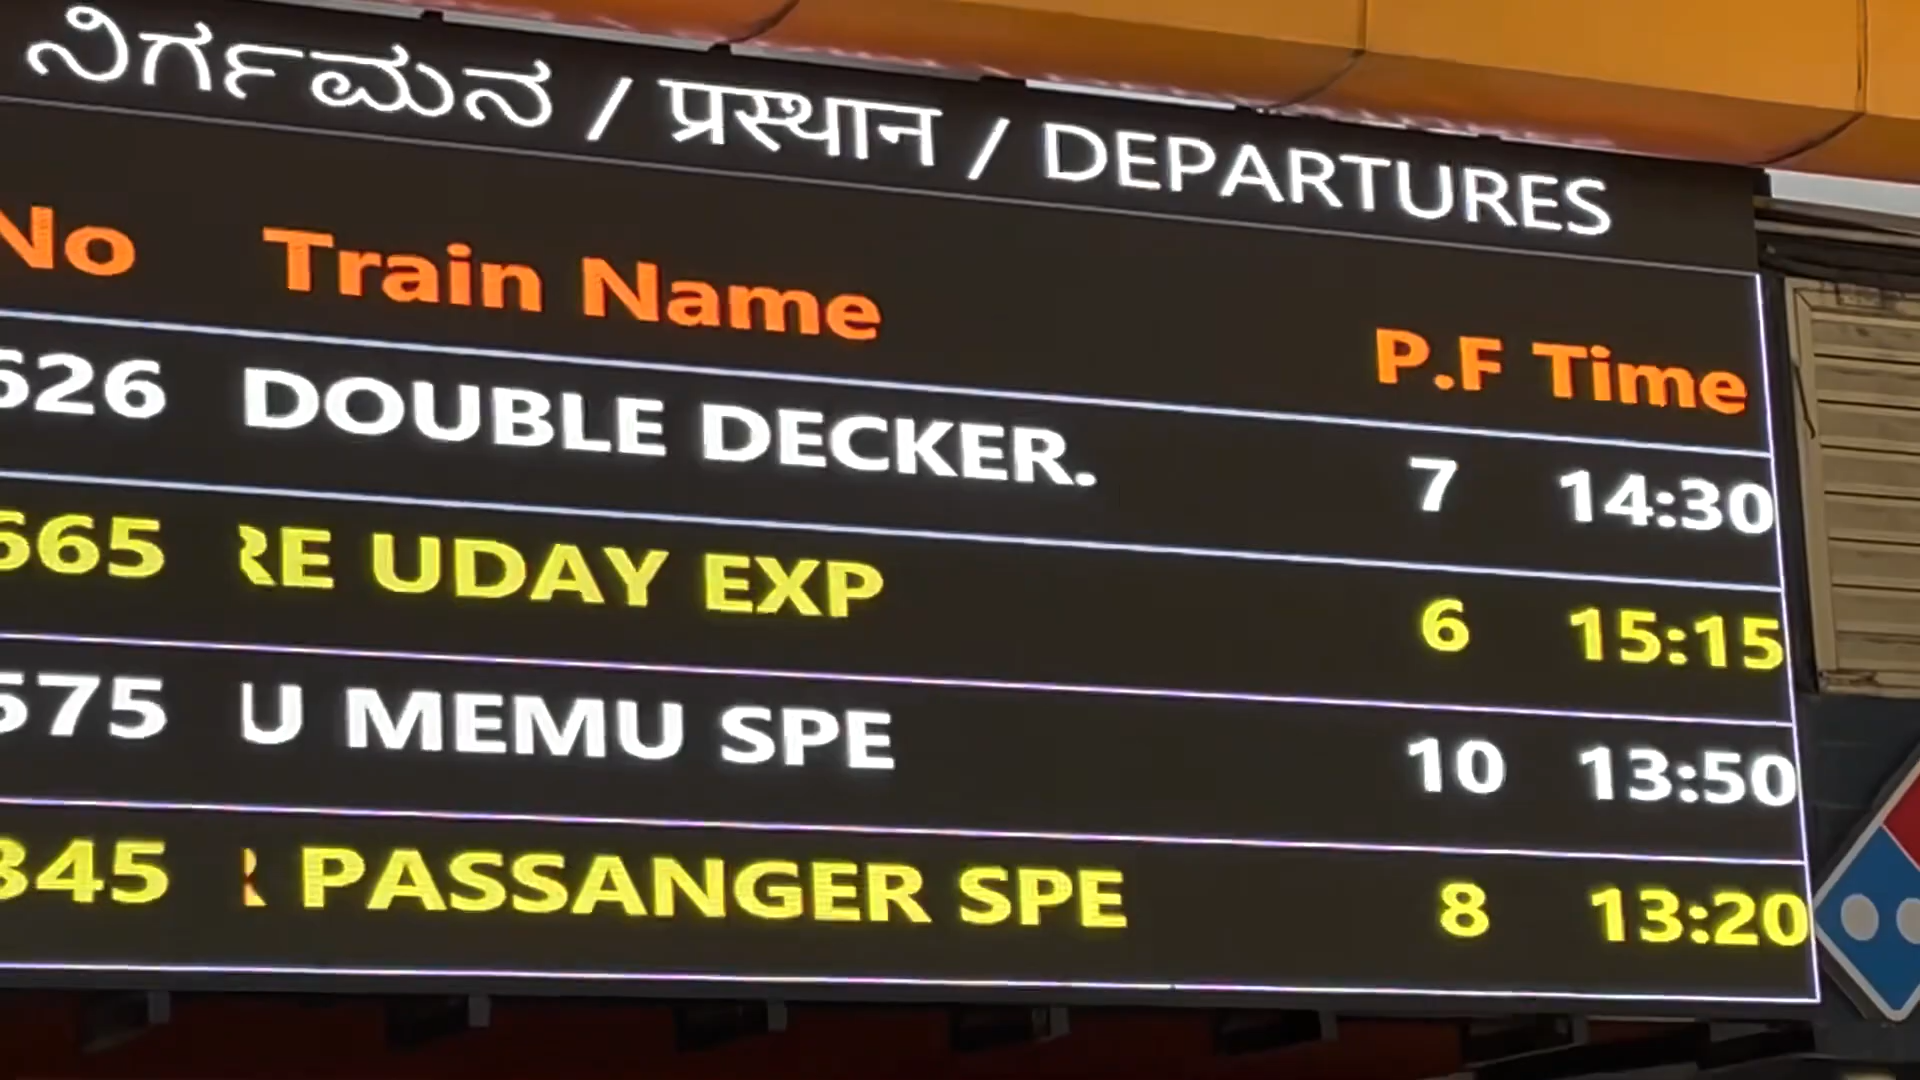 ನಿರ್ಗಮನ / प्रस्थान / DEPARTURES
No Train Name P.F Time
626 DOUBLE DECKER. 7 14:30
665 RE UDAY EXP 6 15:15
575 U MEMU SPE 10 13:50
345 PASSANGER SPE 8 13:20